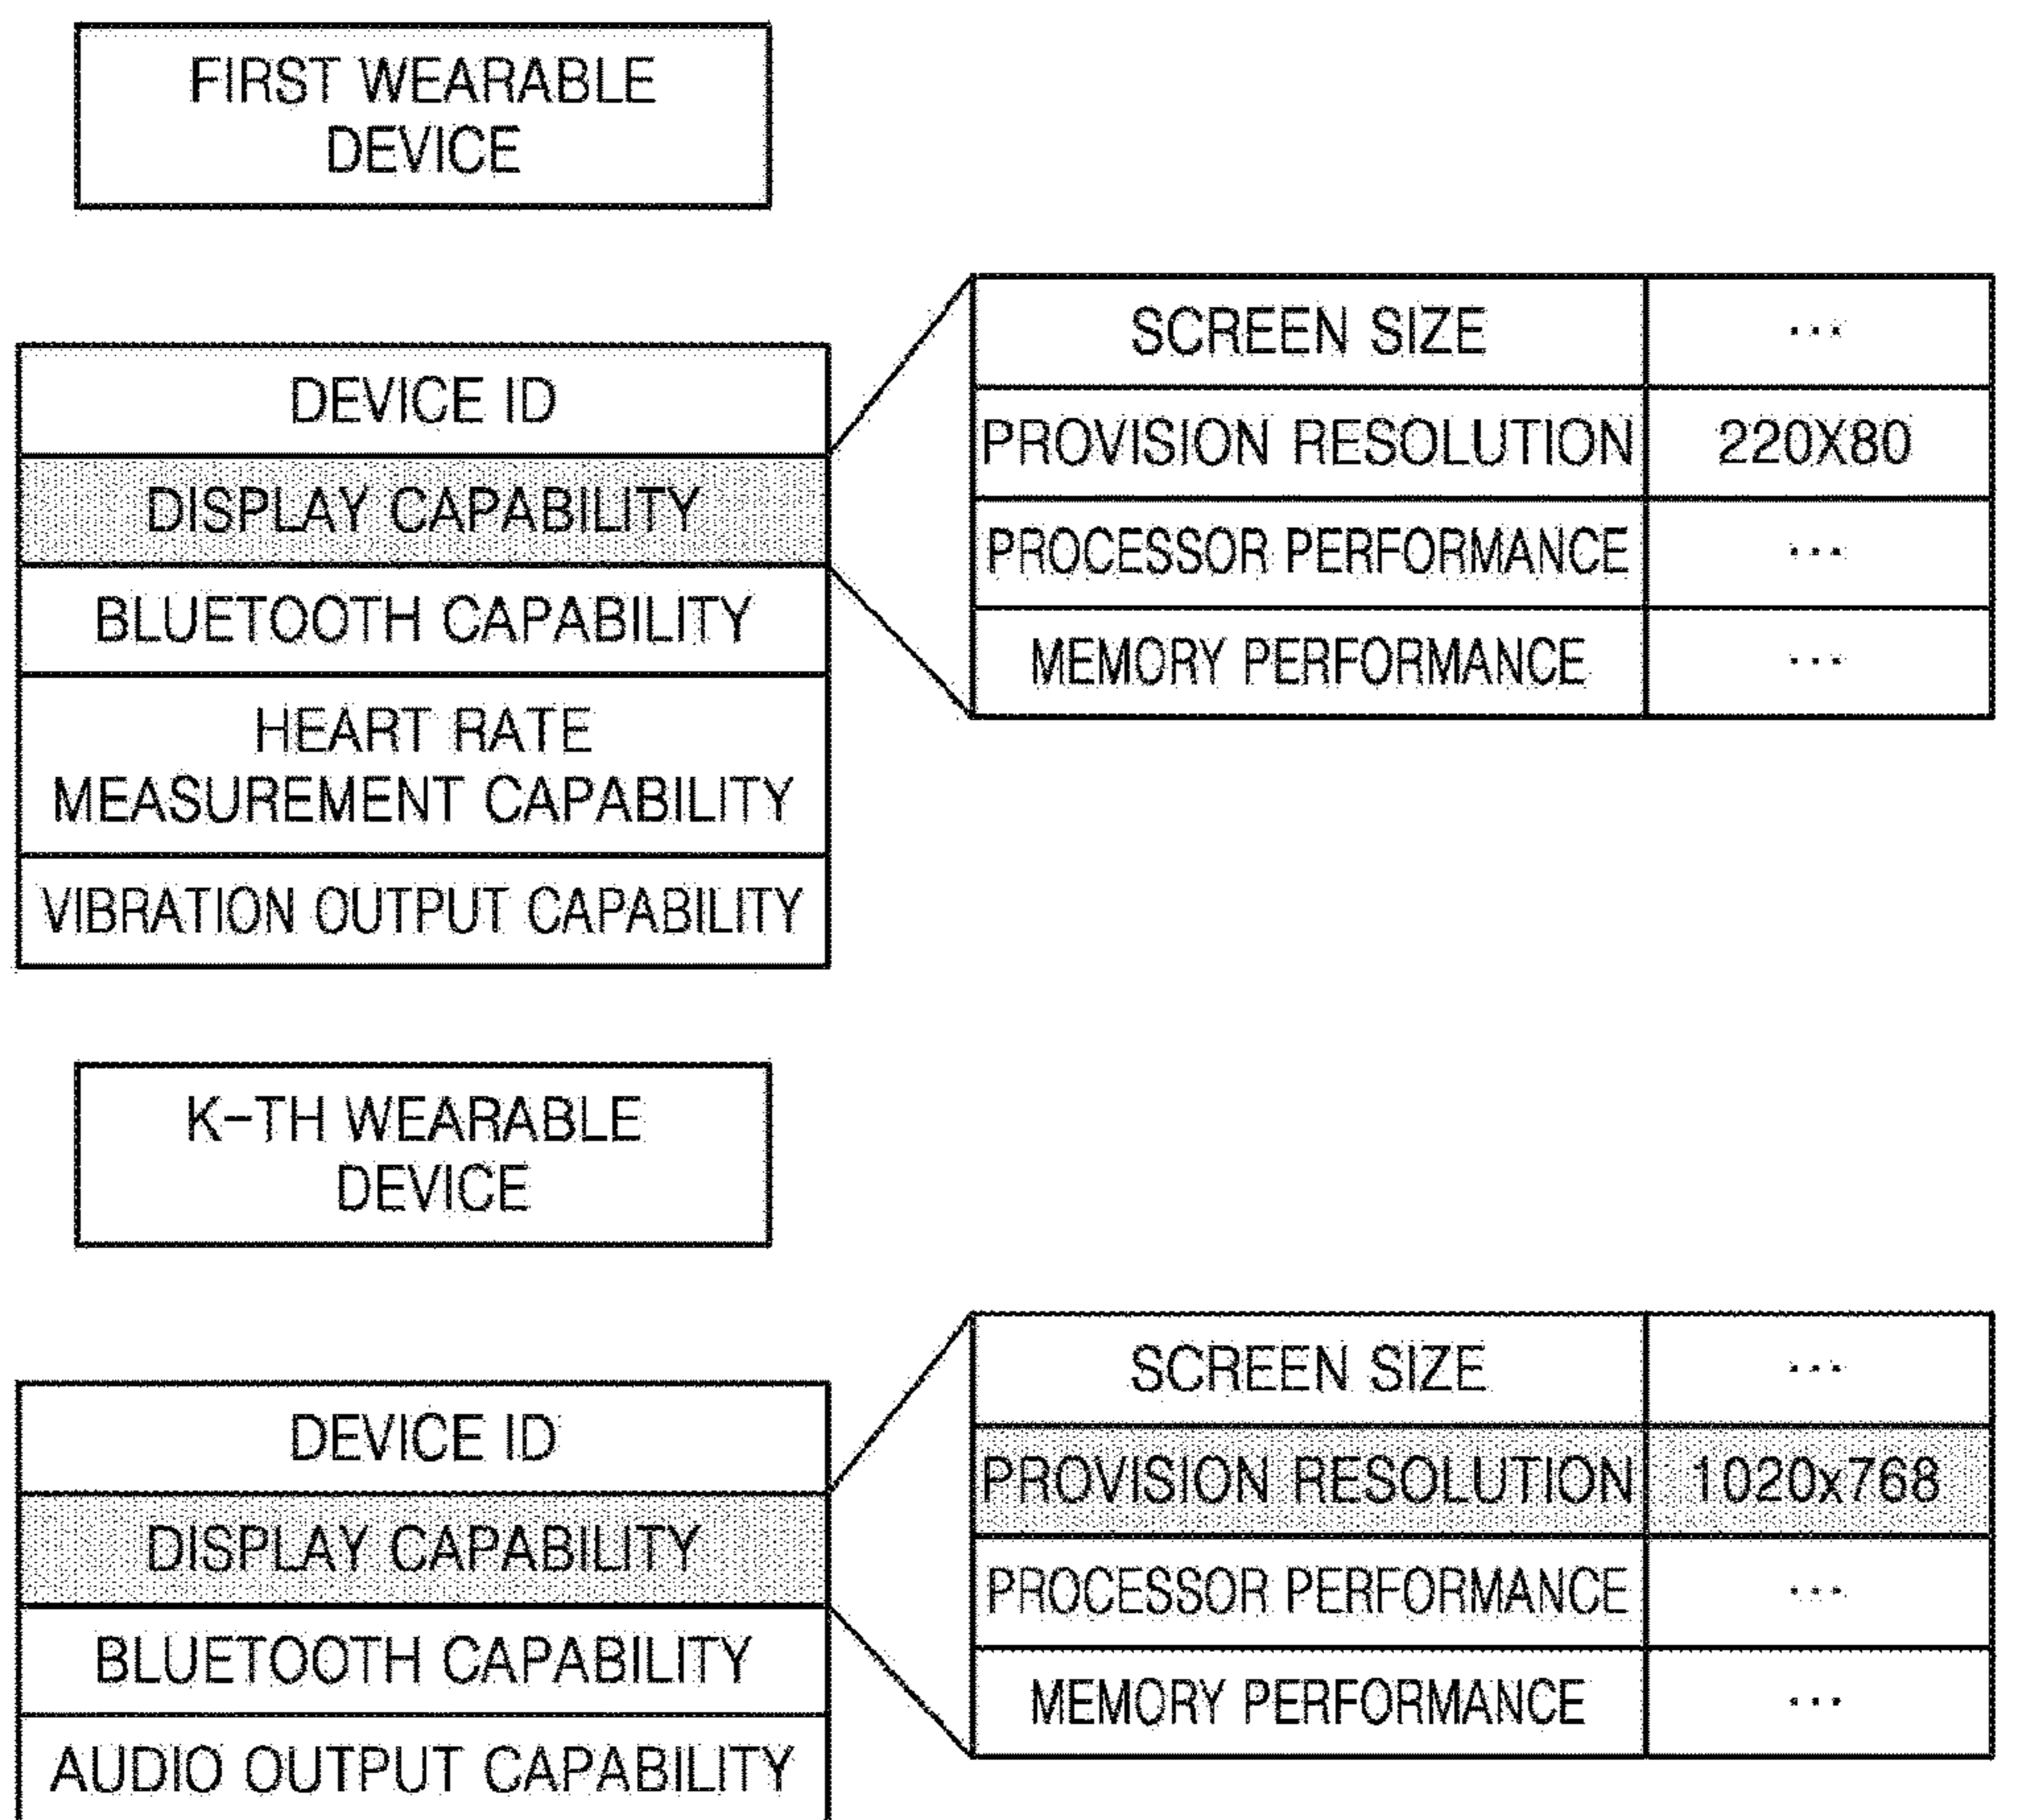 FIRST WEARABLE
DEVICE
DEVICE ID
DISPLAY CAPABILITY
BLUETOOTH CAPABILITY
HEART RATE
MEASUREMENT CAPABILITY
VIBRATION OUTPUT CAPABILITY
SCREEN SIZE ...
PROVISION RESOLUTION 220X80
PROCESSOR PERFORMANCE ...
MEMORY PERFORMANCE ...
K-TH WEARABLE
DEVICE
DEVICE ID
DISPLAY CAPABILITY
BLUETOOTH CAPABILITY
AUDIO OUTPUT CAPABILITY
SCREEN SIZE ...
PROVISION RESOLUTION 1020x768
PROCESSOR PERFORMANCE ...
MEMORY PERFORMANCE ...